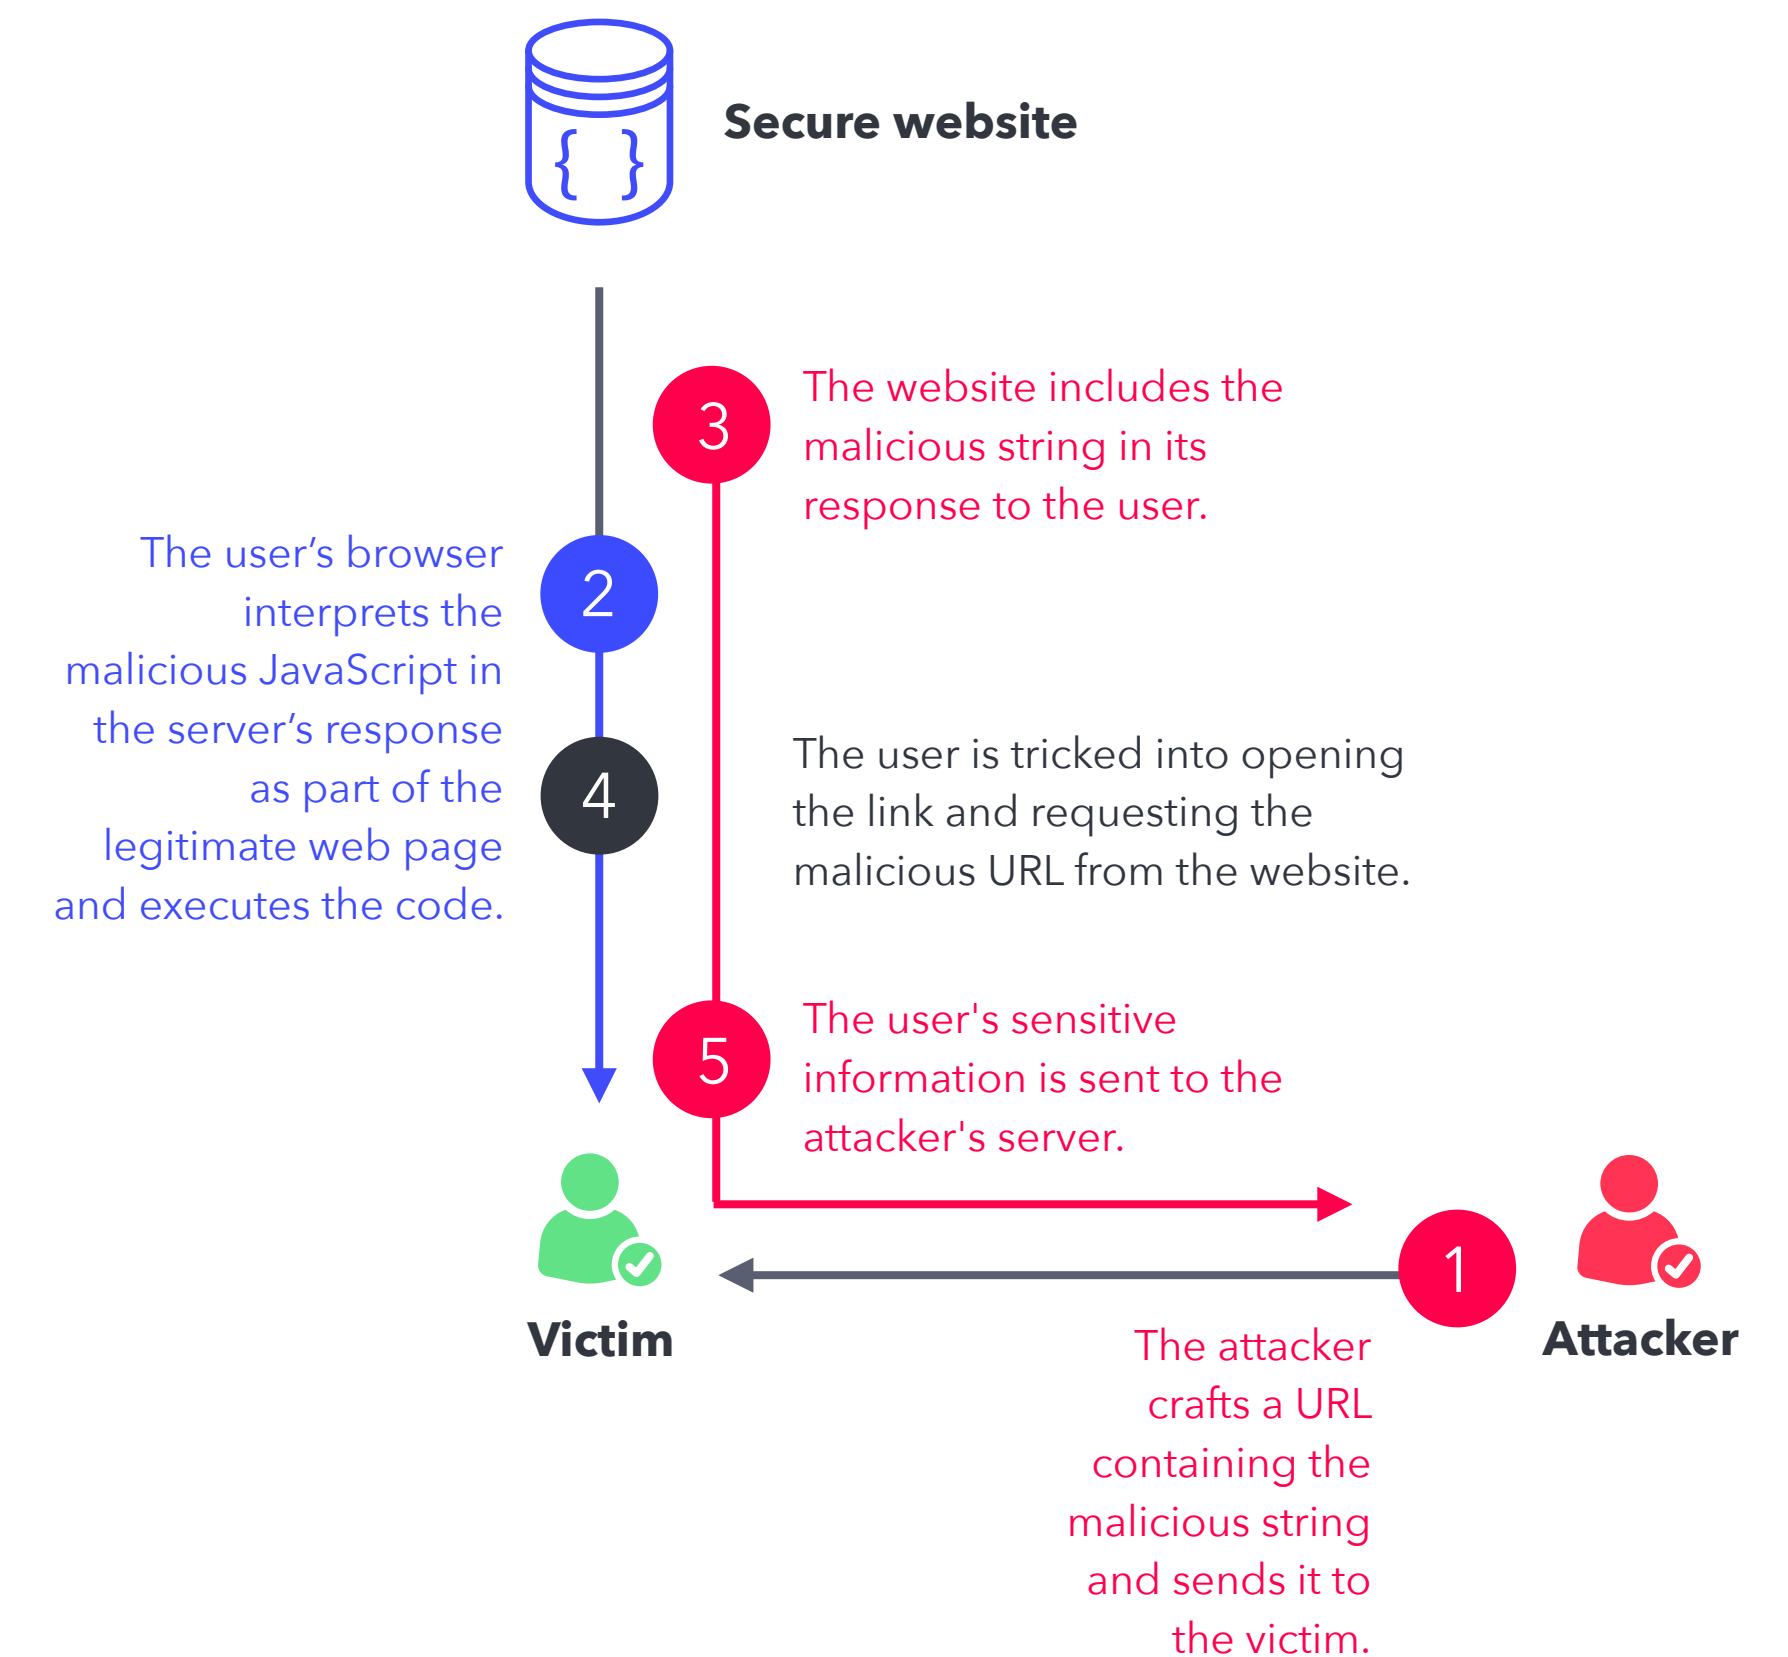 { }
Secure website
3
The website includes the
malicious string in its
response to the user.
2
The user’s browser
interprets the
malicious JavaScript in
the server’s response
as part of the
legitimate web page
and executes the code.
4
The user is tricked into opening
the link and requesting the
malicious URL from the website.
5
The user's sensitive
information is sent to the
attacker's server.
Victim
1
Attacker
The attacker
crafts a URL
containing the
malicious string
and sends it to
the victim.